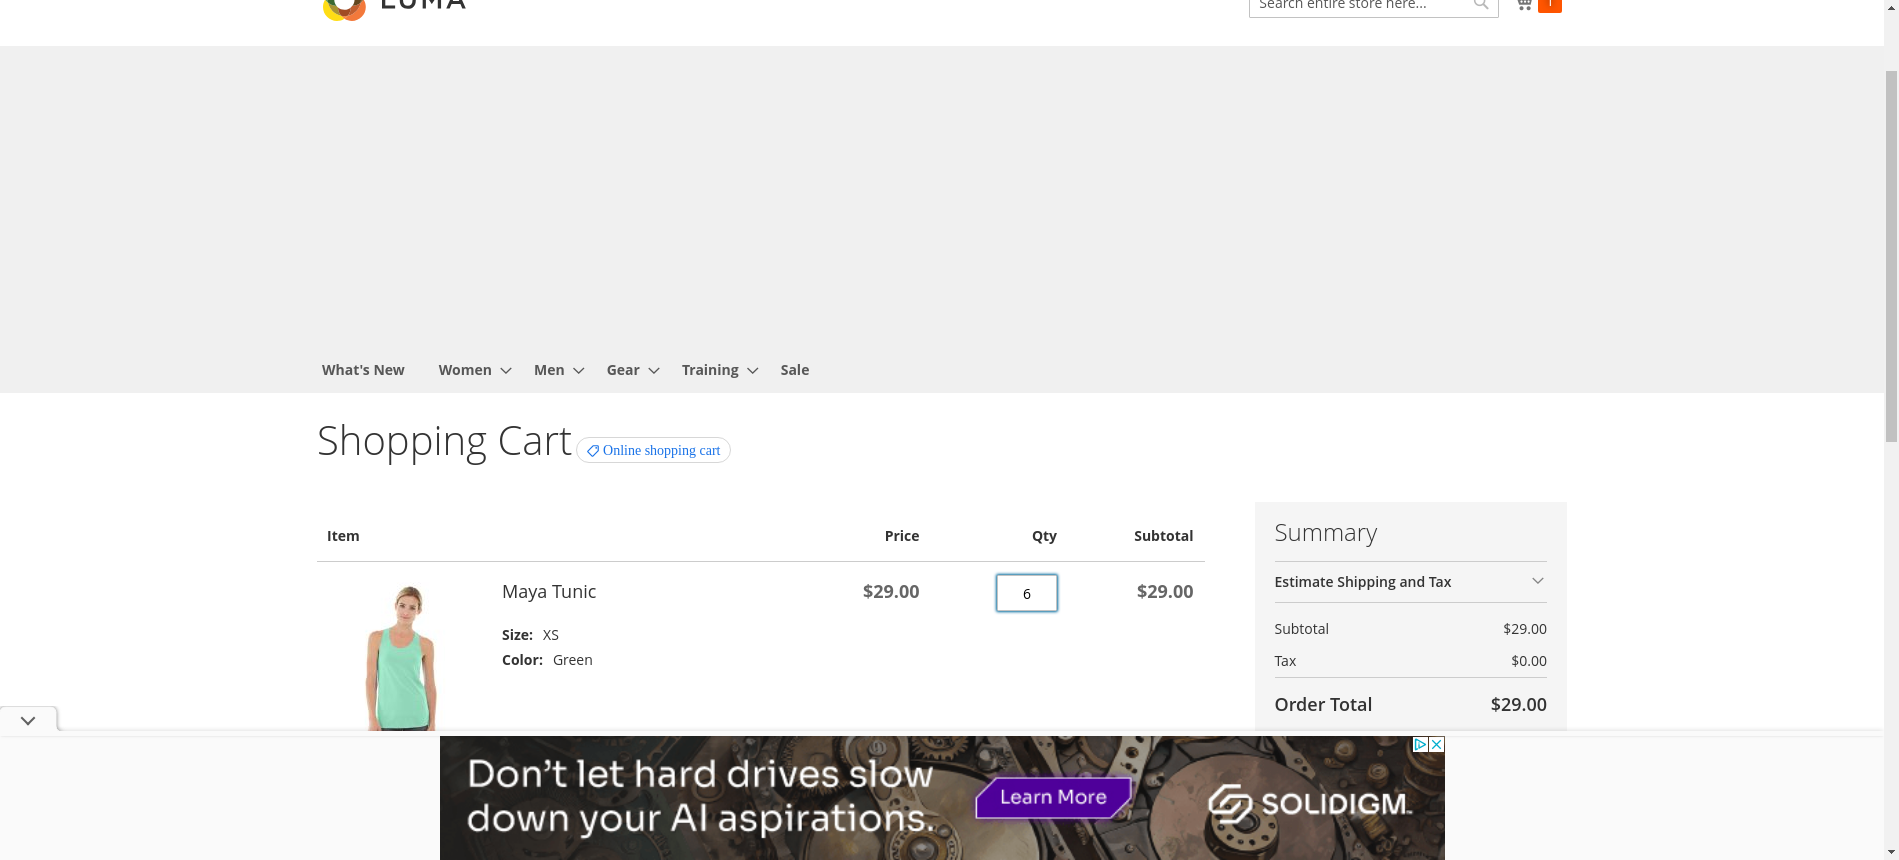 LUMA
Search entire store here...
1
What's New Women Men Gear Training Sale
Shopping Cart
Online shopping cart
Item Price Qty Subtotal
Maya Tunic $29.00 6 $29.00
Size: XS
Color: Green
Summary
Estimate Shipping and Tax
Subtotal $29.00
Tax $0.00
Order Total $29.00
Don't let hard drives slow
down your AI aspirations.
Learn More
SOLIDIGM